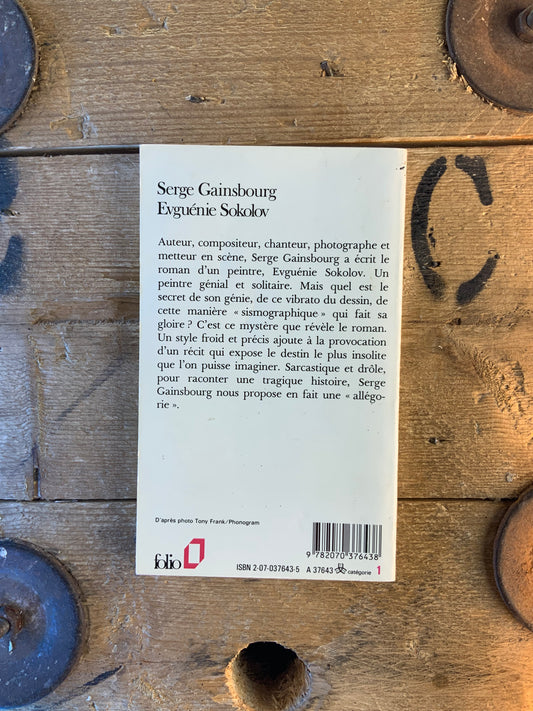 Serge Gainsbourg
Evguénie Sokolov
Auteur, compositeur, chanteur, photographe et
metteur en scène, Serge Gainsbourg a écrit le
roman d'un peintre, Evguénie Sokolov. Un
peintre génial et solitaire. Mais quel est le
secret de son génie, de ce vibrato du dessin, de
cette manière « sismographique » qui fait sa
gloire ? C'est ce mystère que révèle le roman.
Un style froid et précis ajoute à la provocation
d'un récit qui expose le destin le plus insolite
que l'on puisse imaginer. Sarcastique et drôle,
pour raconter une tragique histoire, Serge
Gainsbourg nous propose en fait une « allégo-
rie ».
D'après photo Tony Frank/Phonogram
9 782070 376438
folio
ISBN 2-07-037643-5 A 37643 catégorie 1
C